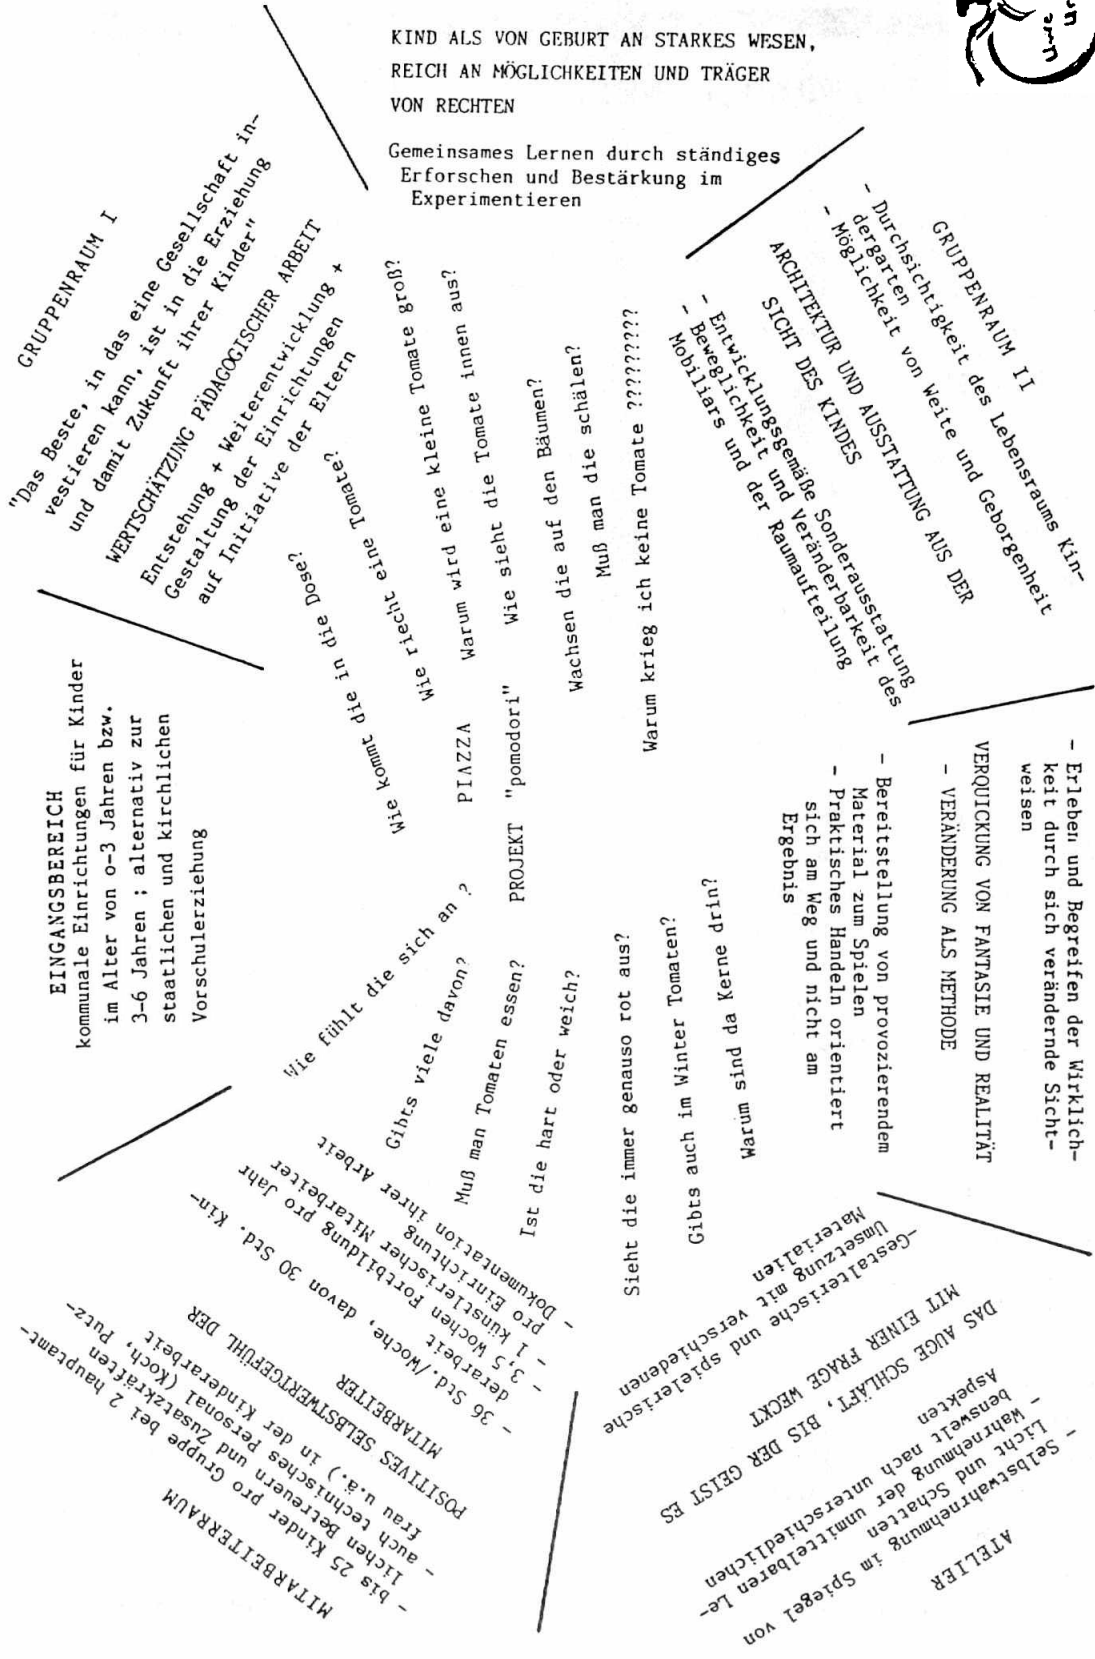 KIND ALS VON GEBURT AN STARKES WESEN,
REICH AN MÖGLICHKEITEN UND TRÄGER
VON RECHTEN
Gemeinsames Lernen durch ständiges
Erforschen und Bestärkung im
Experimentieren
GRUPPENRAUM II
- Durchsichtigkeit des Lebensraums Kin-
dergarten
- Möglichkeit von Weite und Geborgenheit
ARCHITEKTUR UND AUSSTATTUNG AUS DER
SICHT DES KINDES
- Entwicklungsgemäße Sonderausstattung
- Beweglichkeit und Veränderbarkeit des
Mobiliars und der Raumaufteilung
- Erleben und Begreifen der Wirklich-
keit durch sich verändernde Sicht-
weisen
VERQUICKUNG VON FANTASIE UND REALITÄT
- VERÄNDERUNG ALS METHODE
- Bereitstellung von provozierendem
Material zum Spielen
- Praktisches Handeln orientiert
sich am Weg und nicht am
Ergebnis
ATELIER
- Selbstwahrnehmung im Spiegel von
Licht und Schatten
- Wahrnehmung der unmittelbaren Le-
benswelt nach unterschiedlichen
Aspekten
DAS AUGE SCHLÄFT, BIS DER GEIST ES
MIT EINER FRAGE WECKT
-Gestalterische und spielerische
Umsetzung mit verschiedenen
Materialien
MITARBEITERRAUM
- bis 25 Kinder pro Gruppe bei 2 hauptamt-
lichen Betreuern und Zusatzkräften
- auch technisches Personal (Koch, Putz-
frau u.ä.) in der Kinderarbeit
POSITIVES SELBSTWERTGEFÜHL DER
MITARBEITER
- 36 Std./Woche, davon 30 Std. Kin-
derarbeit
- 3,5 Wochen Fortbildung pro Jahr
- 1 künstlerischer Mitarbeiter
pro Einrichtung
- Dokumentation ihrer Arbeit
EINGANGSBEREICH
kommunale Einrichtungen für Kinder
im Alter von o-3 Jahren bzw.
3-6 Jahren ; alternativ zur
staatlichen und kirchlichen
Vorschulerziehung
GRUPPENRAUM I
"Das Beste, in das eine Gesellschaft in-
vestieren kann, ist in die Erziehung
und damit Zukunft ihrer Kinder"
WERTSCHÄTZUNG PÄDAGOGISCHER ARBEIT
Entstehung + Weiterentwicklung +
Gestaltung der Einrichtungen
auf Initiative der Eltern
Wie kommt die in die Dose?
Wie riecht eine Tomate?
PIAZZA
Warum wird eine kleine Tomate groß?
PROJEKT "pomodori"
Wie sieht die Tomate innen aus?
Wachsen die auf den Bäumen?
Muß man die schälen?
Warum krieg ich keine Tomate ?????????
Wie fühlt die sich an ?
Gibts viele davon?
Muß man Tomaten essen?
Ist die hart oder weich?
Sieht die immer genauso rot aus?
Gibts auch im Winter Tomaten?
Warum sind da Kerne drin?